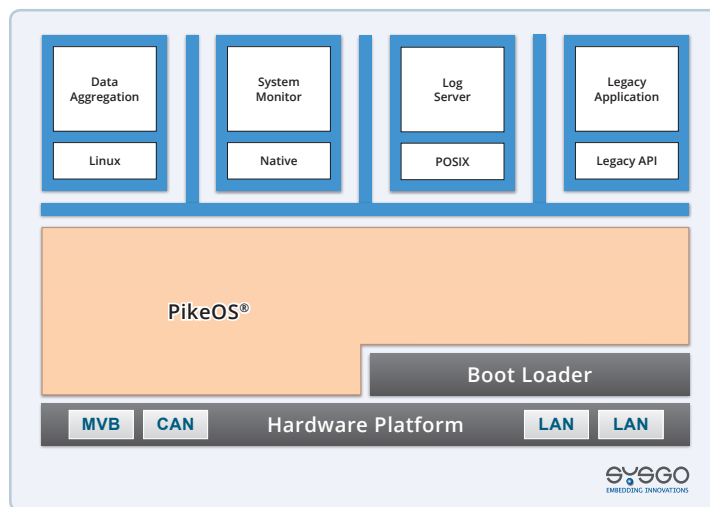 Data
Aggregation
System
Monitor
Log
Server
Legacy
Application
Linux
Native
POSIX
Legacy API
PikeOS®
Boot Loader
MVB
CAN
Hardware Platform
LAN
LAN
SYSGO
EMBEDDING INNOVATIONS